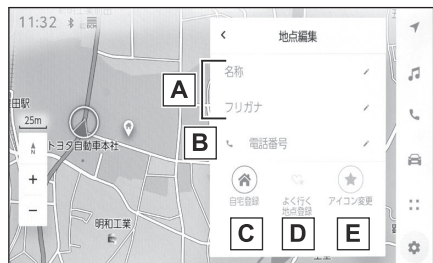 11:32
地点編集
名称
A
フリガナ
B
電話番号
自宅登録
よく行く
地点登録
アイコン変更
C
D
E
田駅
25m
トヨタ自動車本社
N
+
−
明和工業